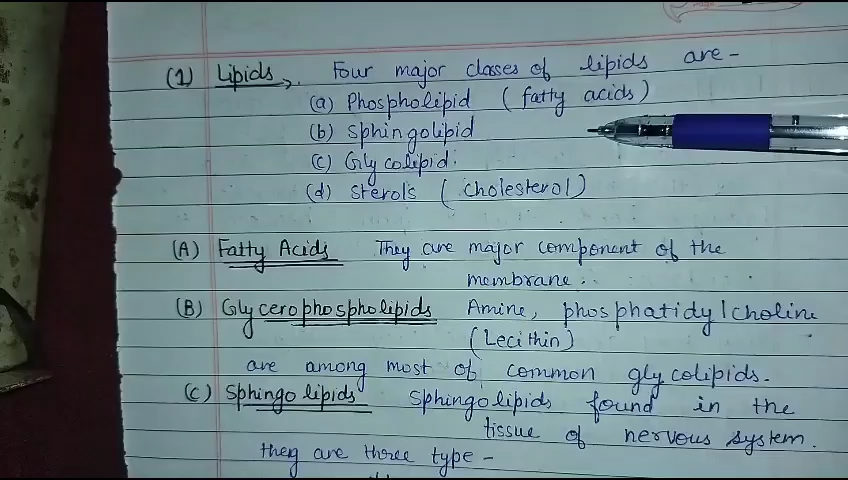 (1) Lipids → Four major classes of lipids are -
(a) Phospholipid (fatty acids)
(b) Sphingolipid
(c) Glycolipid.
(d) Sterols (cholesterol)
(A) Fatty Acids They are major component of the
membrane.
(B) Glycerophospholipids Amine, phosphatidylcholine
(Lecithin)
are among most of common glycolipids.
(C) Sphingolipids Sphingolipids found in the
tissue of nervous system.
they are three type -